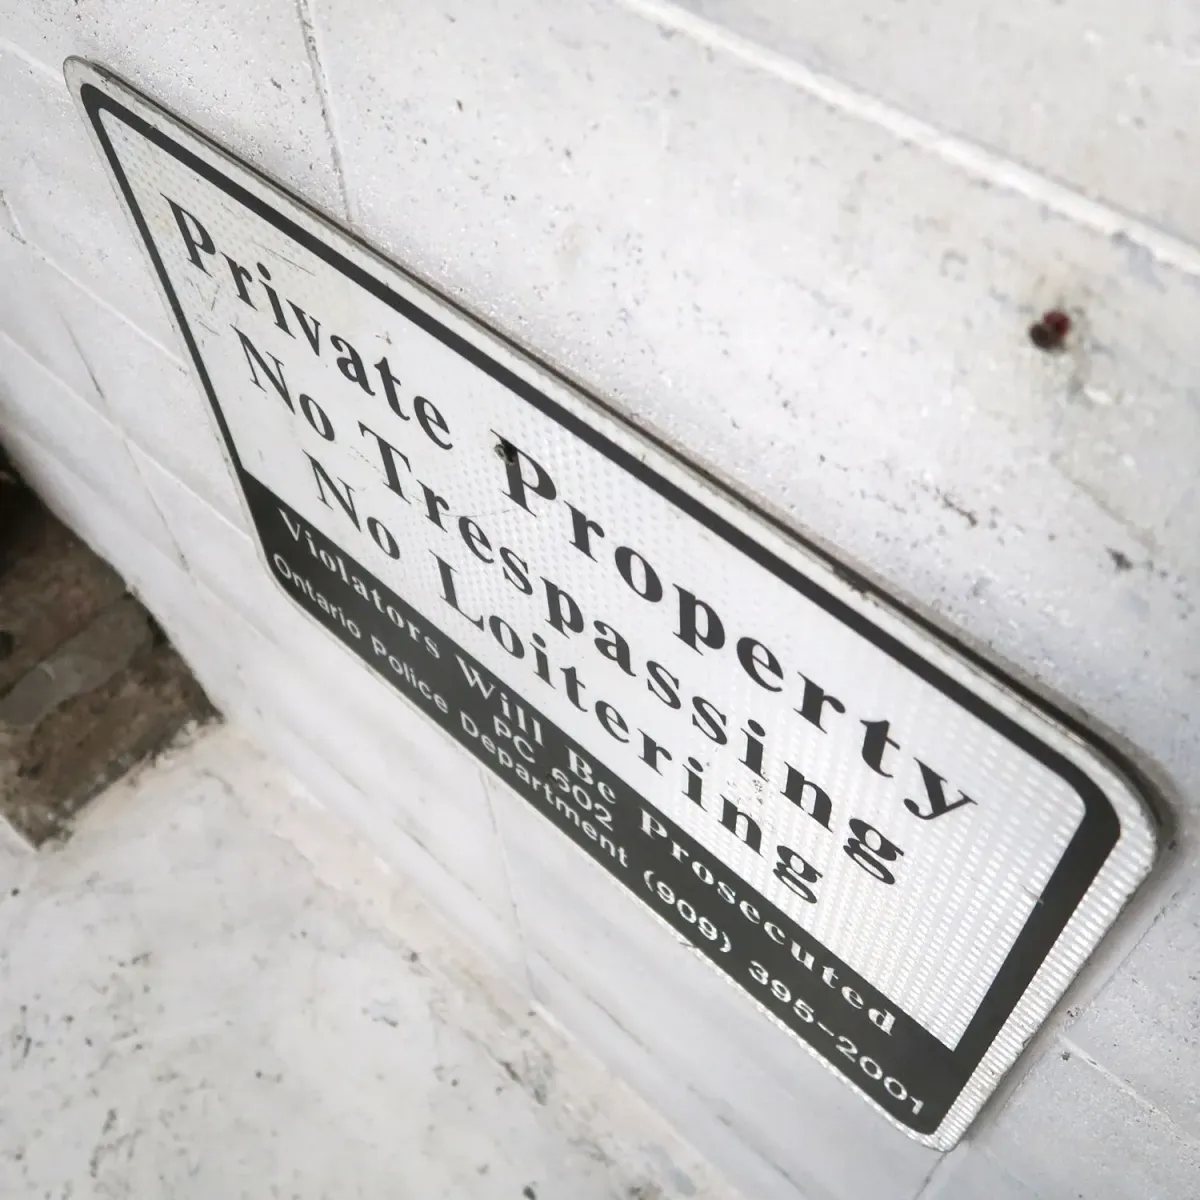 Private Property
No Trespassing
No Loitering
Violators Will Be Prosecuted
PC 602
Ontario Police Department (909) 395-2001